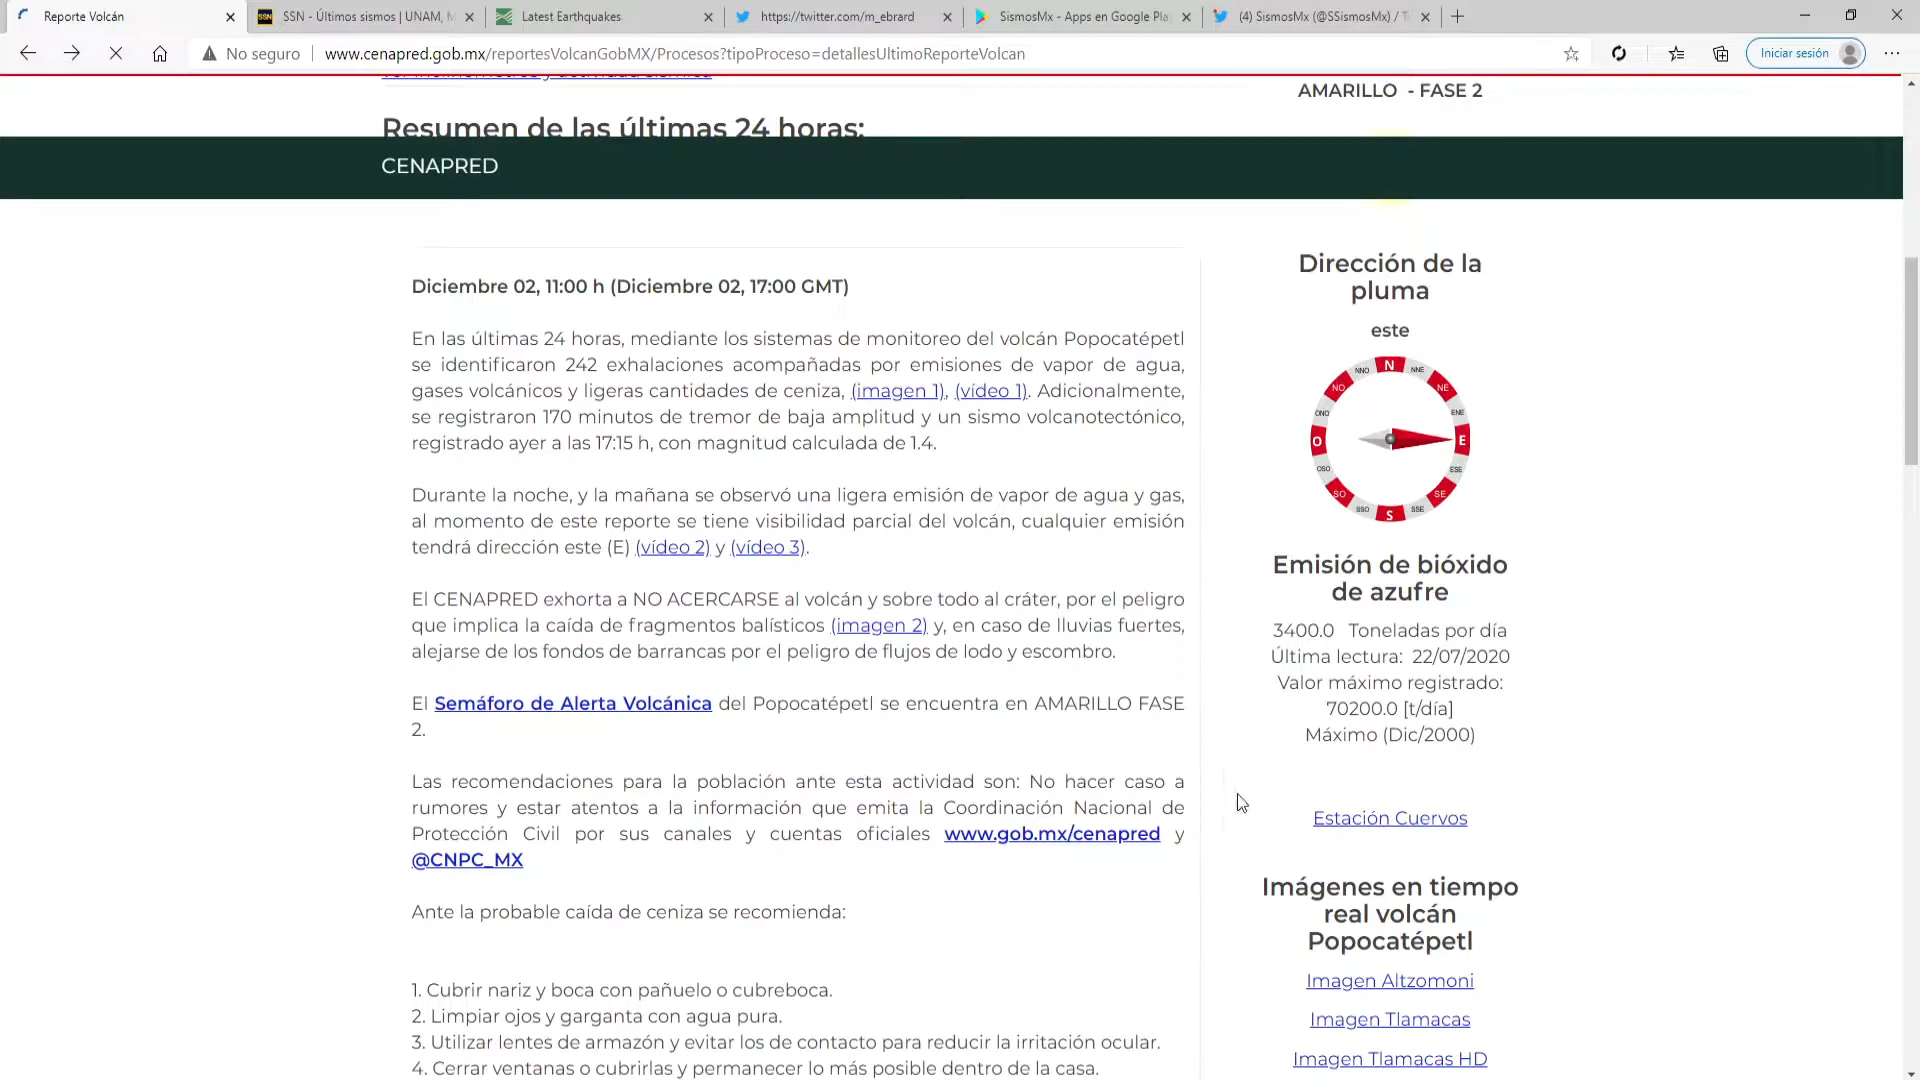 Reporte Volcán
SSN - Últimos sismos | UNAM, M
Latest Earthquakes
https://twitter.com/m_ebrard
SismosMx - Apps en Google Pla
(4) SismosMx (@SSismosMx) / T
No seguro
www.cenapred.gob.mx/reportesVolcanGobMX/Procesos?tipoProceso=detallesUltimoReporteVolcan
Iniciar sesión
AMARILLO - FASE 2
Resumen de las últimas 24 horas:
CENAPRED
Diciembre 02, 11:00 h (Diciembre 02, 17:00 GMT)
En las últimas 24 horas, mediante los sistemas de monitoreo del volcán Popocatépetl
se identificaron 242 exhalaciones acompañadas por emisiones de vapor de agua,
gases volcánicos y ligeras cantidades de ceniza, (imagen 1), (vídeo 1). Adicionalmente,
se registraron 170 minutos de tremor de baja amplitud y un sismo volcanotectónico,
registrado ayer a las 17:15 h, con magnitud calculada de 1.4.
Durante la noche, y la mañana se observó una ligera emisión de vapor de agua y gas,
al momento de este reporte se tiene visibilidad parcial del volcán, cualquier emisión
tendrá dirección este (E) (vídeo 2) y (vídeo 3).
El CENAPRED exhorta a NO ACERCARSE al volcán y sobre todo al cráter, por el peligro
que implica la caída de fragmentos balísticos (imagen 2) y, en caso de lluvias fuertes,
alejarse de los fondos de barrancas por el peligro de flujos de lodo y escombro.
El Semáforo de Alerta Volcánica del Popocatépetl se encuentra en AMARILLO FASE
2.
Las recomendaciones para la población ante esta actividad son: No hacer caso a
rumores y estar atentos a la información que emita la Coordinación Nacional de
Protección Civil por sus canales y cuentas oficiales www.gob.mx/cenapred y
@CNPC_MX
Ante la probable caída de ceniza se recomienda:
1. Cubrir nariz y boca con pañuelo o cubreboca.
2. Limpiar ojos y garganta con agua pura.
3. Utilizar lentes de armazón y evitar los de contacto para reducir la irritación ocular.
4. Cerrar ventanas o cubrirlas y permanecer lo más posible dentro de la casa.
Dirección de la
pluma
este
N
NNO
NNE
NO
NE
ONO
ENE
O
E
OSO
ESE
SO
SE
SSO
SSE
S
Emisión de bióxido
de azufre
3400.0 Toneladas por día
Última lectura: 22/07/2020
Valor máximo registrado:
70200.0 [t/día]
Máximo (Dic/2000)
Estación Cuervos
Imágenes en tiempo
real volcán
Popocatépetl
Imagen Altzomoni
Imagen Tlamacas
Imagen Tlamacas HD